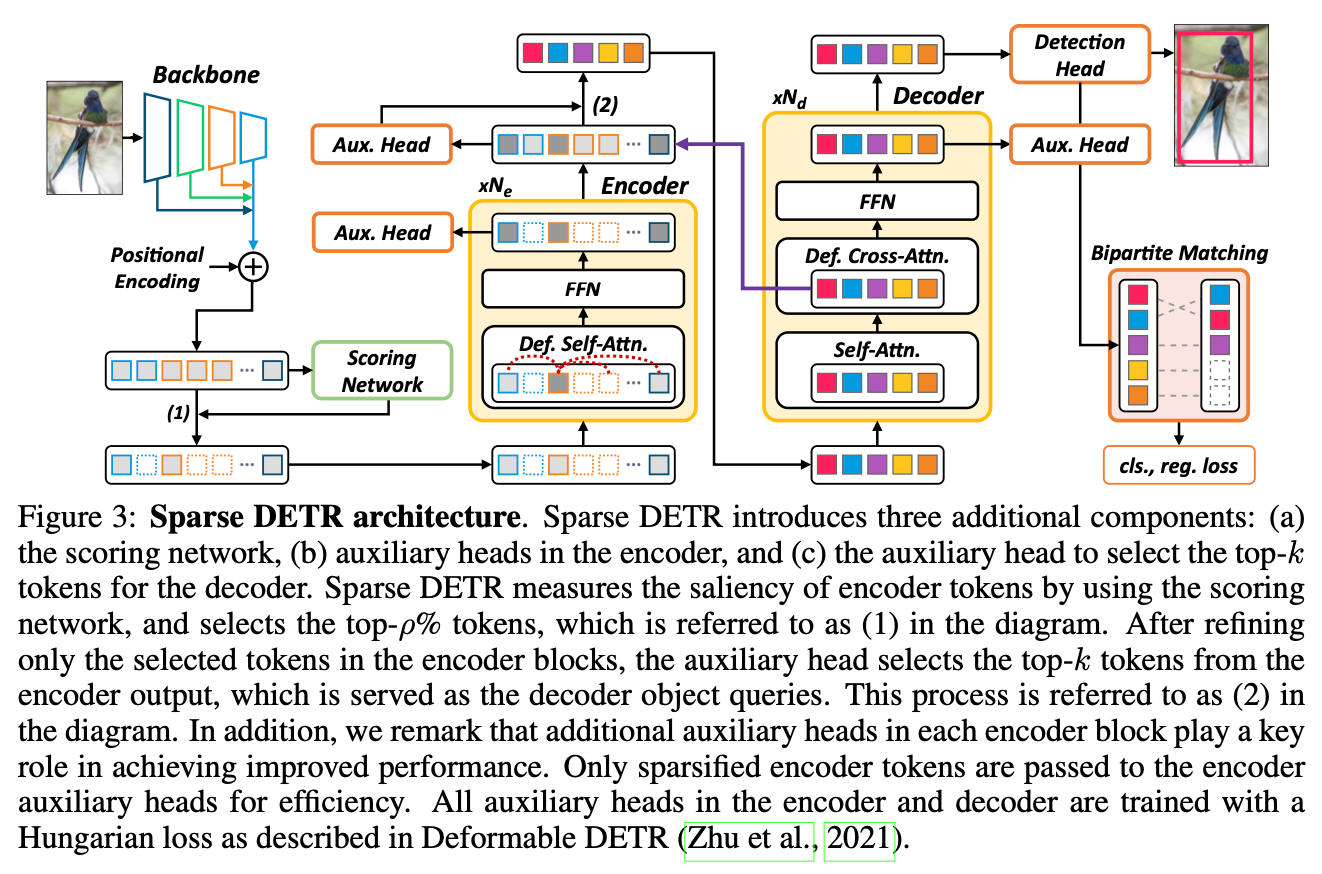 Backbone
Positional
Encoding
Scoring
Network
(1)
(2)
Aux. Head
xNe
Encoder
Aux. Head
FFN
Def. Self-Attn.
...
xNd
Decoder
FFN
Def. Cross-Attn.
Self-Attn.
Detection
Head
Aux. Head
Bipartite Matching
cls., reg. loss
Figure 3: Sparse DETR architecture. Sparse DETR introduces three additional components: (a)
the scoring network, (b) auxiliary heads in the encoder, and (c) the auxiliary head to select the top-k
tokens for the decoder. Sparse DETR measures the saliency of encoder tokens by using the scoring
network, and selects the top-ρ% tokens, which is referred to as (1) in the diagram. After refining
only the selected tokens in the encoder blocks, the auxiliary head selects the top-k tokens from the
encoder output, which is served as the decoder object queries. This process is referred to as (2) in
the diagram. In addition, we remark that additional auxiliary heads in each encoder block play a key
role in achieving improved performance. Only sparsified encoder tokens are passed to the encoder
auxiliary heads for efficiency. All auxiliary heads in the encoder and decoder are trained with a
Hungarian loss as described in Deformable DETR (Zhu et al., 2021).